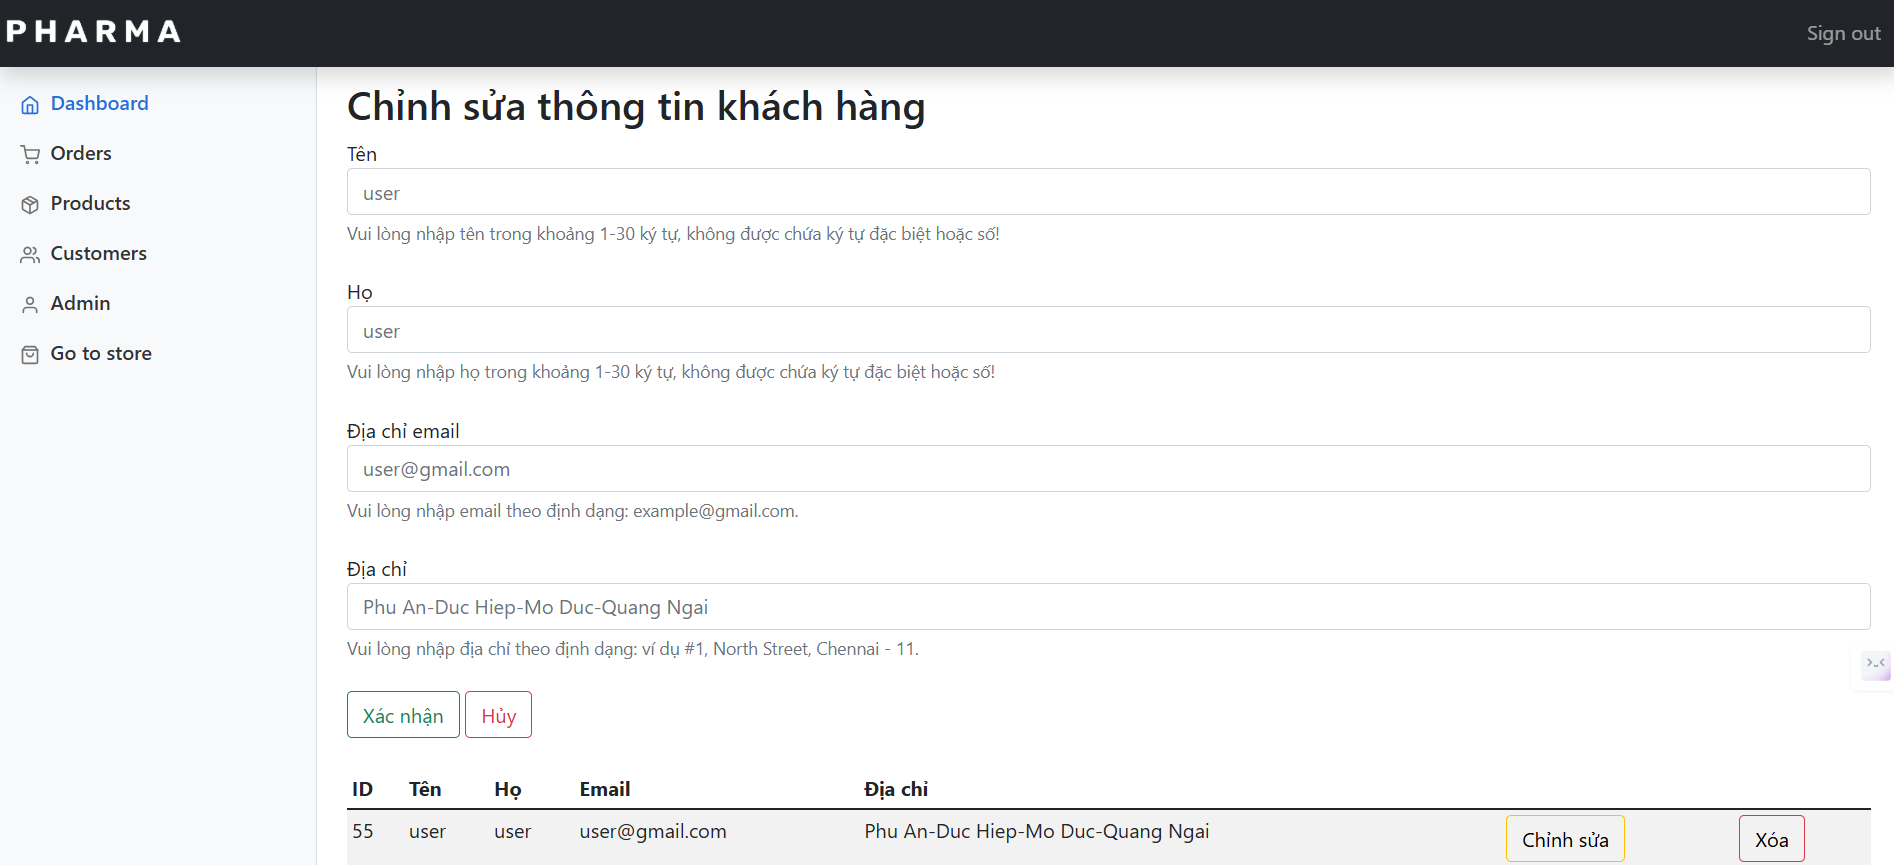 PHARMA
Sign out
Dashboard
Orders
Products
Customers
Admin
Go to store
Chỉnh sửa thông tin khách hàng
Tên
user
Vui lòng nhập tên trong khoảng 1-30 ký tự, không được chứa ký tự đặc biệt hoặc số!
Họ
user
Vui lòng nhập họ trong khoảng 1-30 ký tự, không được chứa ký tự đặc biệt hoặc số!
Địa chỉ email
user@gmail.com
Vui lòng nhập email theo định dạng: example@gmail.com.
Địa chỉ
Phu An-Duc Hiep-Mo Duc-Quang Ngai
Vui lòng nhập địa chỉ theo định dạng: ví dụ #1, North Street, Chennai - 11.
Xác nhận Hủy
ID Tên Họ Email Địa chỉ
55 user user user@gmail.com Phu An-Duc Hiep-Mo Duc-Quang Ngai Chỉnh sửa Xóa